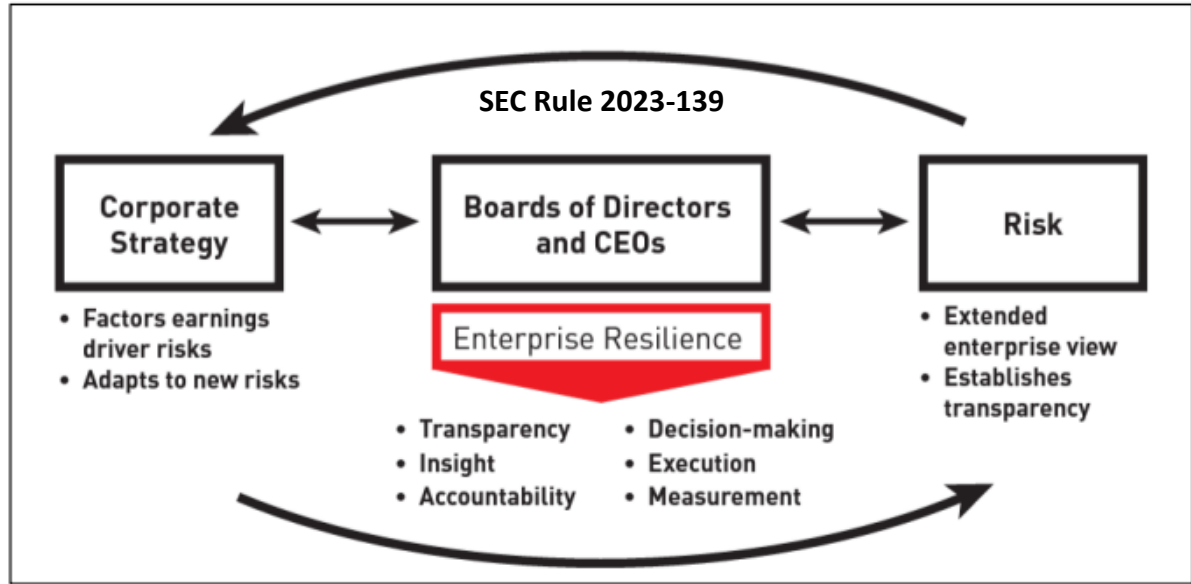 SEC Rule 2023-139
Corporate
Strategy
• Factors earnings
driver risks
• Adapts to new risks
Boards of Directors
and CEOs
Enterprise Resilience
• Transparency
• Insight
• Accountability
• Decision-making
• Execution
• Measurement
Risk
• Extended
enterprise view
• Establishes
transparency